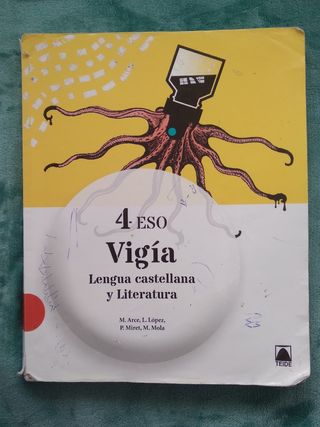 4 ESO
Vigía
Lengua castellana
y Literatura
M. Arce, L. López,
P. Miret, M. Mola
TEIDE